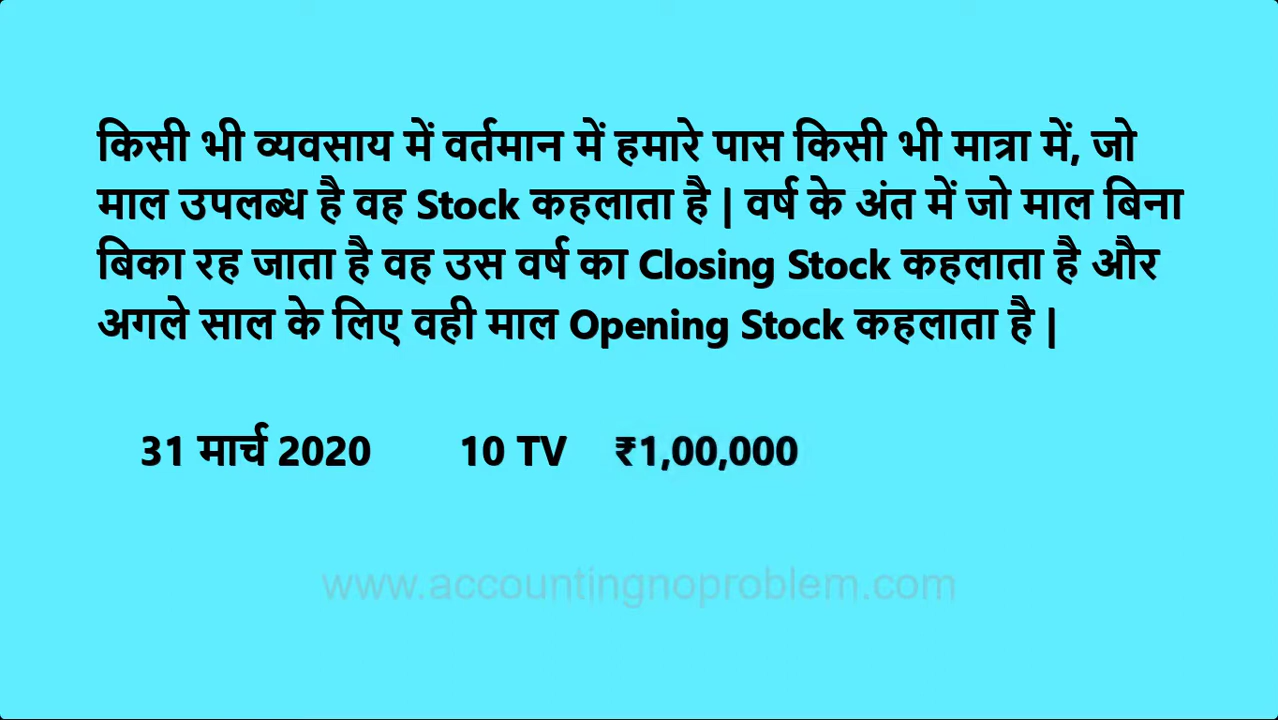 किसी भी व्यवसाय में वर्तमान में हमारे पास किसी भी मात्रा में, जो
माल उपलब्ध है वह Stock कहलाता है | वर्ष के अंत में जो माल बिना
बिका रह जाता है वह उस वर्ष का Closing Stock कहलाता है और
अगले साल के लिए वही माल Opening Stock कहलाता है |
31 मार्च 2020 10 TV ₹1,00,000
www.accountingnoproblem.com